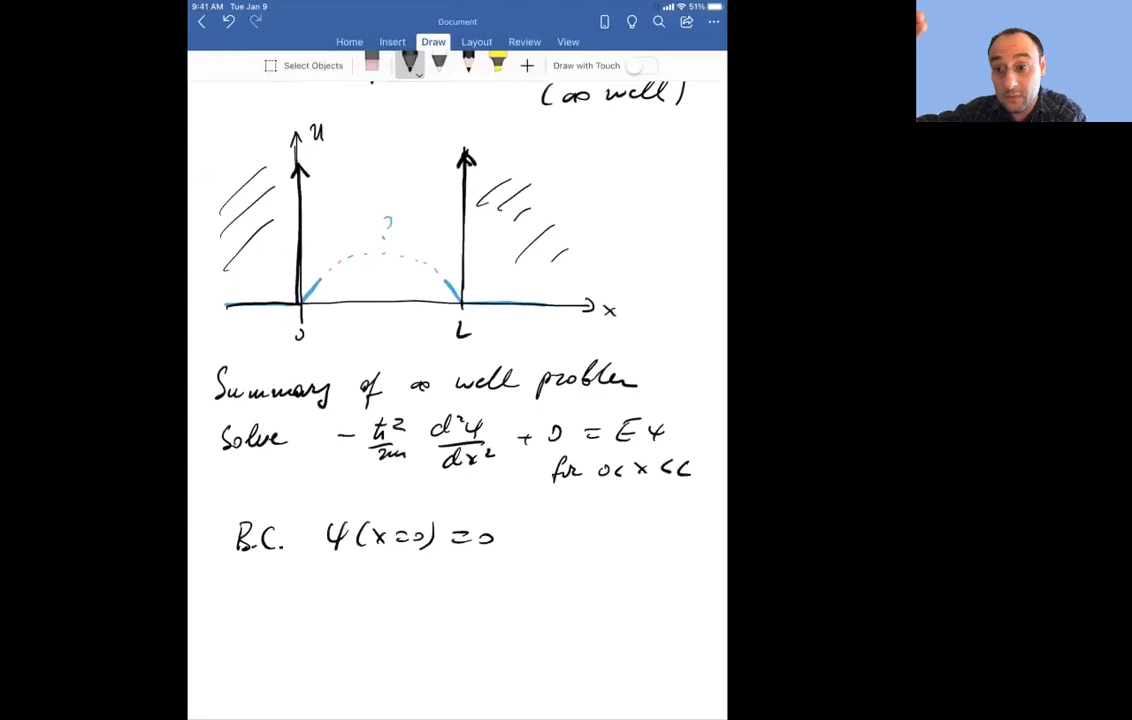 9:41 AM Tue Jan 9
51%
Document
Home Insert Draw Layout Review View
Select Objects
Draw with Touch
(∞ well)
u
?
0 L x
Summary of ∞ well problem
Solve - ħ²/2m d²ψ/dx² + 0 = Eψ
for 0< x <L
B.C. ψ(x=0) =0